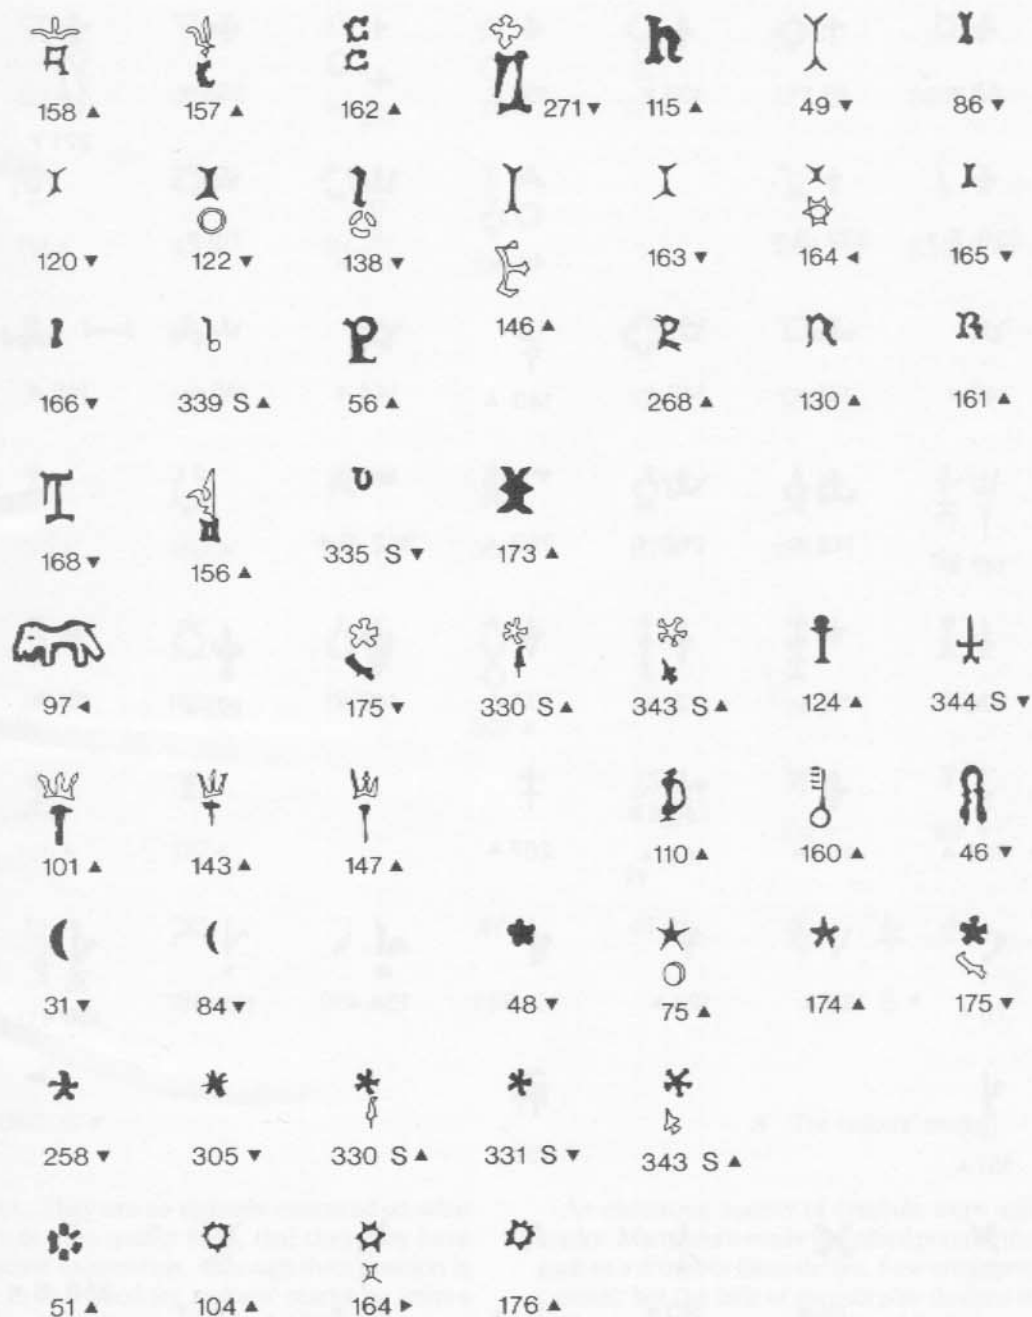 158 ▲ 157 ▲ 162 ▲ 271 ▼ 115 ▲ 49 ▼ 86 ▼
120 ▼ 122 ▼ 138 ▼ 163 ▼ 164 ◄ 165 ▼
146 ▲
166 ▼ 339 S ▲ 56 ▲ 268 ▲ 130 ▲ 161 ▲
168 ▼ 156 ▲ 335 S ▼ 173 ▲
97 ◄ 175 ▼ 330 S ▲ 343 S ▲ 124 ▲ 344 S ▼
101 ▲ 143 ▲ 147 ▲ 110 ▲ 160 ▲ 46 ▼
31 ▼ 84 ▼ 48 ▼ 75 ▲ 174 ▲ 175 ▼
258 ▼ 305 ▼ 330 S ▲ 331 S ▼ 343 S ▲
51 ▲ 104 ▲ 164 ► 176 ▲